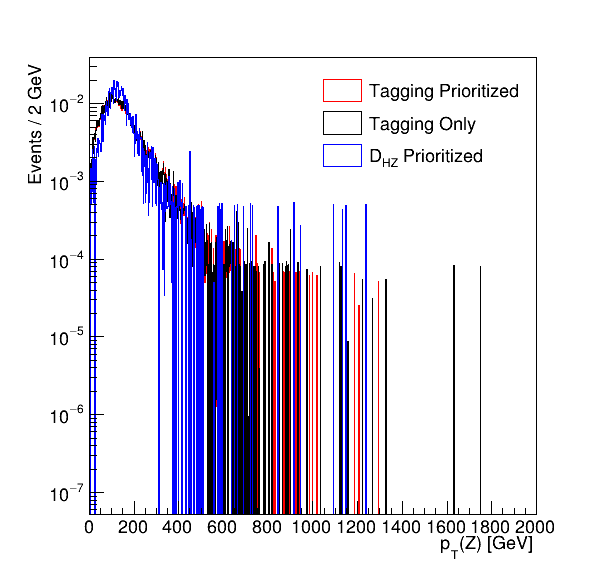 Events / 2 GeV
10⁻²
10⁻³
10⁻⁴
10⁻⁵
10⁻⁶
10⁻⁷
Tagging Prioritized
Tagging Only
D_HZ Prioritized
0 200 400 600 800 1000 1200 1400 1600 1800 2000
p_T(Z) [GeV]